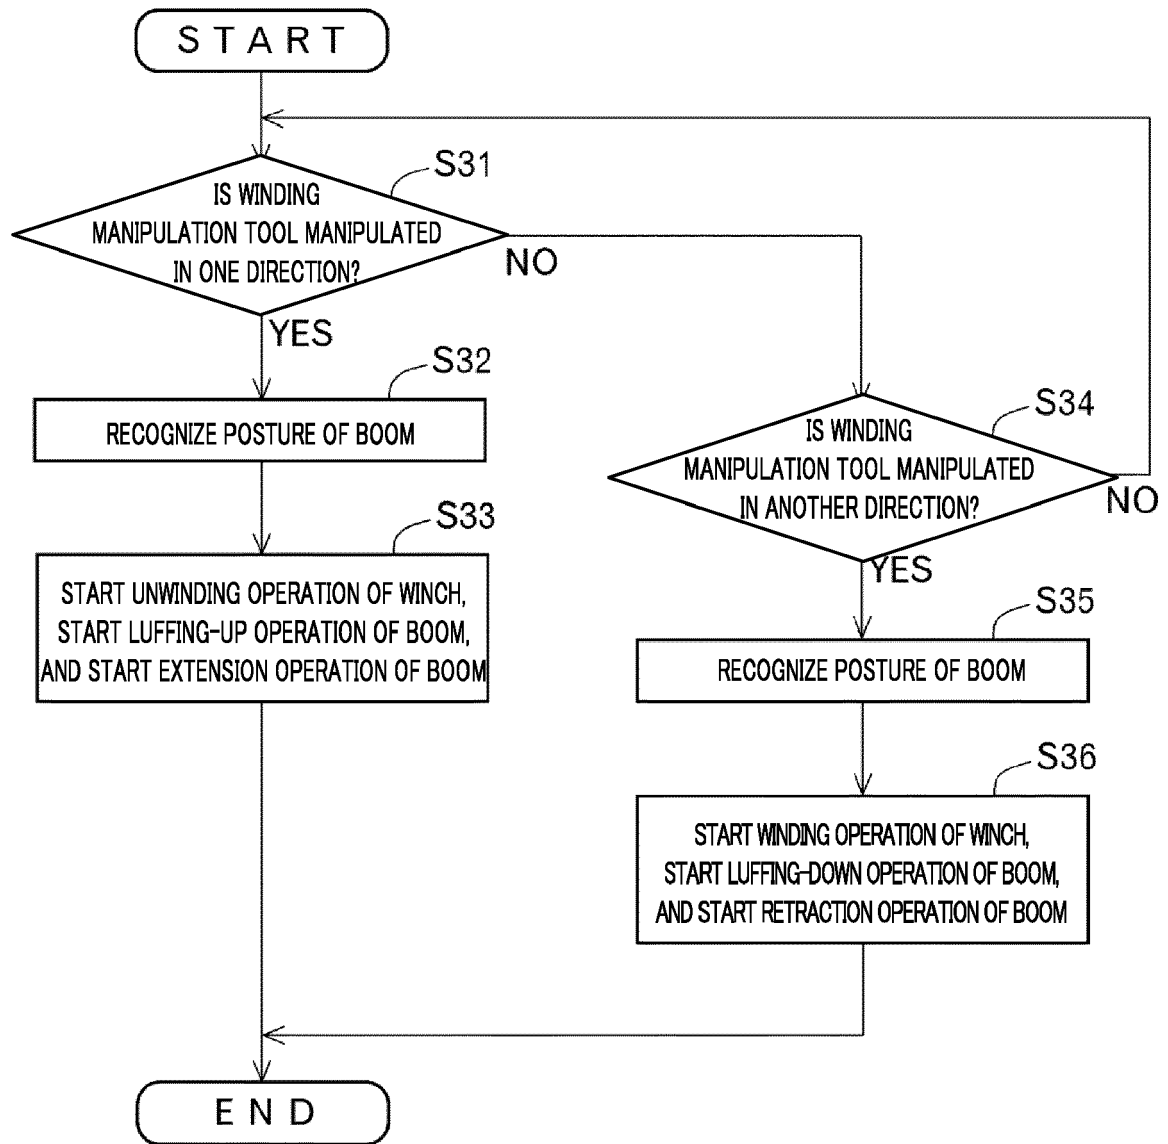 START
S31
IS WINDING
MANIPULATION TOOL MANIPULATED
IN ONE DIRECTION?
NO
YES
S32
RECOGNIZE POSTURE OF BOOM
S33
START UNWINDING OPERATION OF WINCH,
START LUFFING-UP OPERATION OF BOOM,
AND START EXTENSION OPERATION OF BOOM
S34
IS WINDING
MANIPULATION TOOL MANIPULATED
IN ANOTHER DIRECTION?
NO
YES
S35
RECOGNIZE POSTURE OF BOOM
S36
START WINDING OPERATION OF WINCH,
START LUFFING-DOWN OPERATION OF BOOM,
AND START RETRACTION OPERATION OF BOOM
END